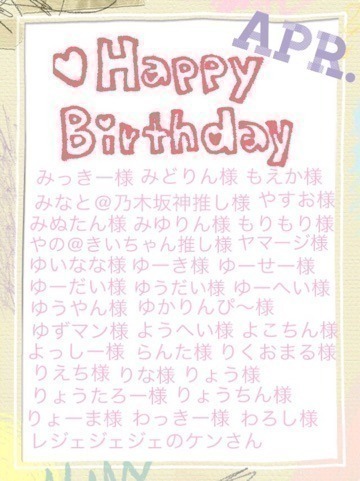 APR.
♡Happy
Birthday
みっきー様 みどりん様 もえか様
みなと@乃木坂神推し様 やすお様
みぬたん様 みゆりん様 もりもり様
やの@きいちゃん推し様 ヤマージ様
ゆいなな様 ゆーき様 ゆーせー様
ゆーだい様 ゆうだい様 ゆーへい様
ゆうやん様 ゆかりんぴ〜様
ゆずマン様 ようへい様 よこちん様
よっしー様 らんた様 りくおまる様
りえち様 りな様 りょう様
りょうたろー様 りょうちん様
りょーま様 わっきー様 わろし様
レジェジェジェのケンさん